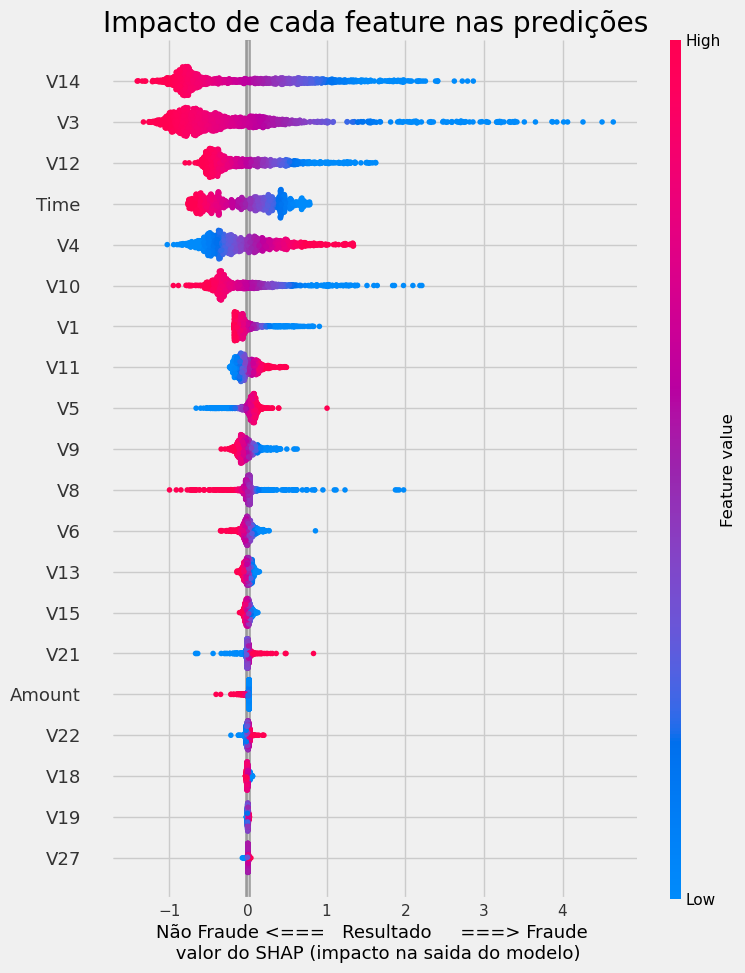 Impacto de cada feature nas predições
High
V14
V3
V12
Time
V4
V10
V1
V11
V5
V9
V8
V6
V13
V15
V21
Amount
V22
V18
V19
V27
Feature value
Low
−1 0 1 2 3 4
Não Fraude <=== Resultado ===> Fraude
valor do SHAP (impacto na saida do modelo)